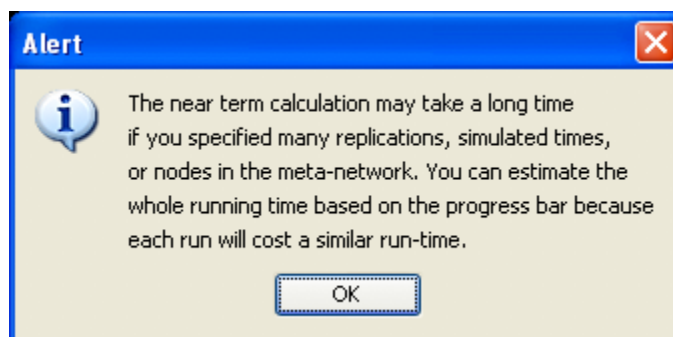 Alert
The near term calculation may take a long time
if you specified many replications, simulated times,
or nodes in the meta-network. You can estimate the
whole running time based on the progress bar because
each run will cost a similar run-time.
OK